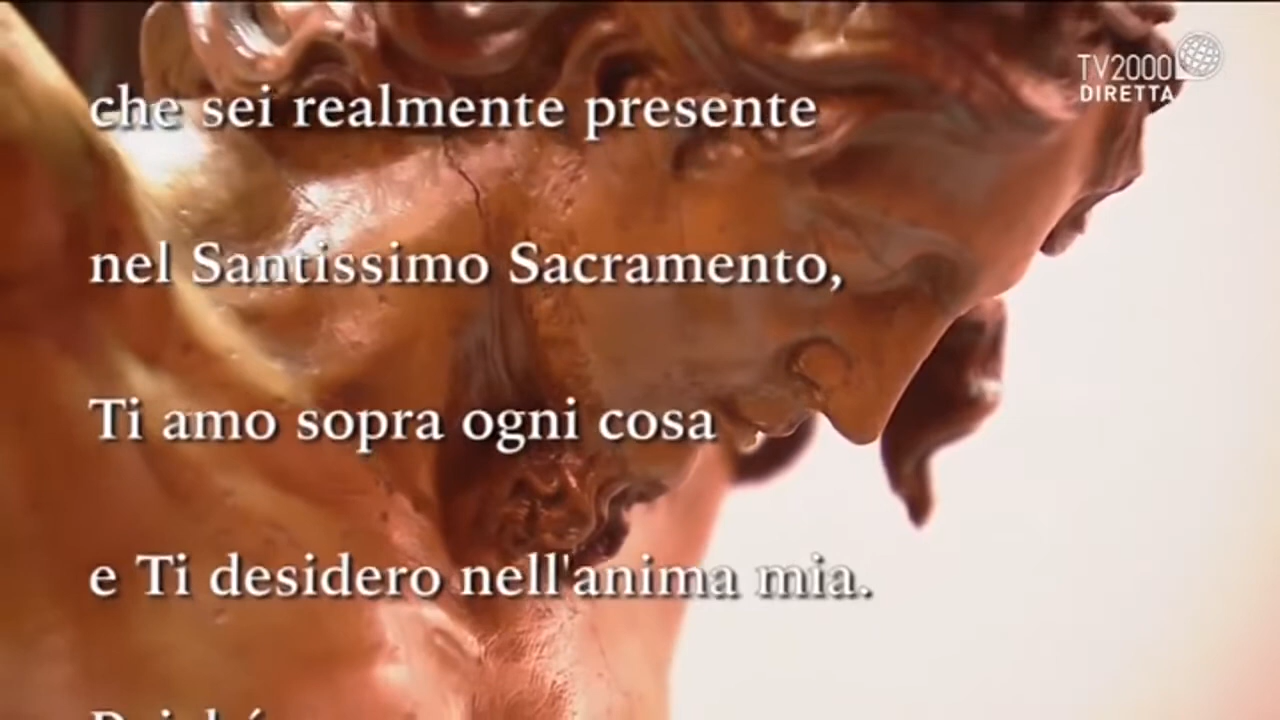 TV2000
DIRETTA
che sei realmente presente
nel Santissimo Sacramento,
Ti amo sopra ogni cosa
e Ti desidero nell'anima mia.